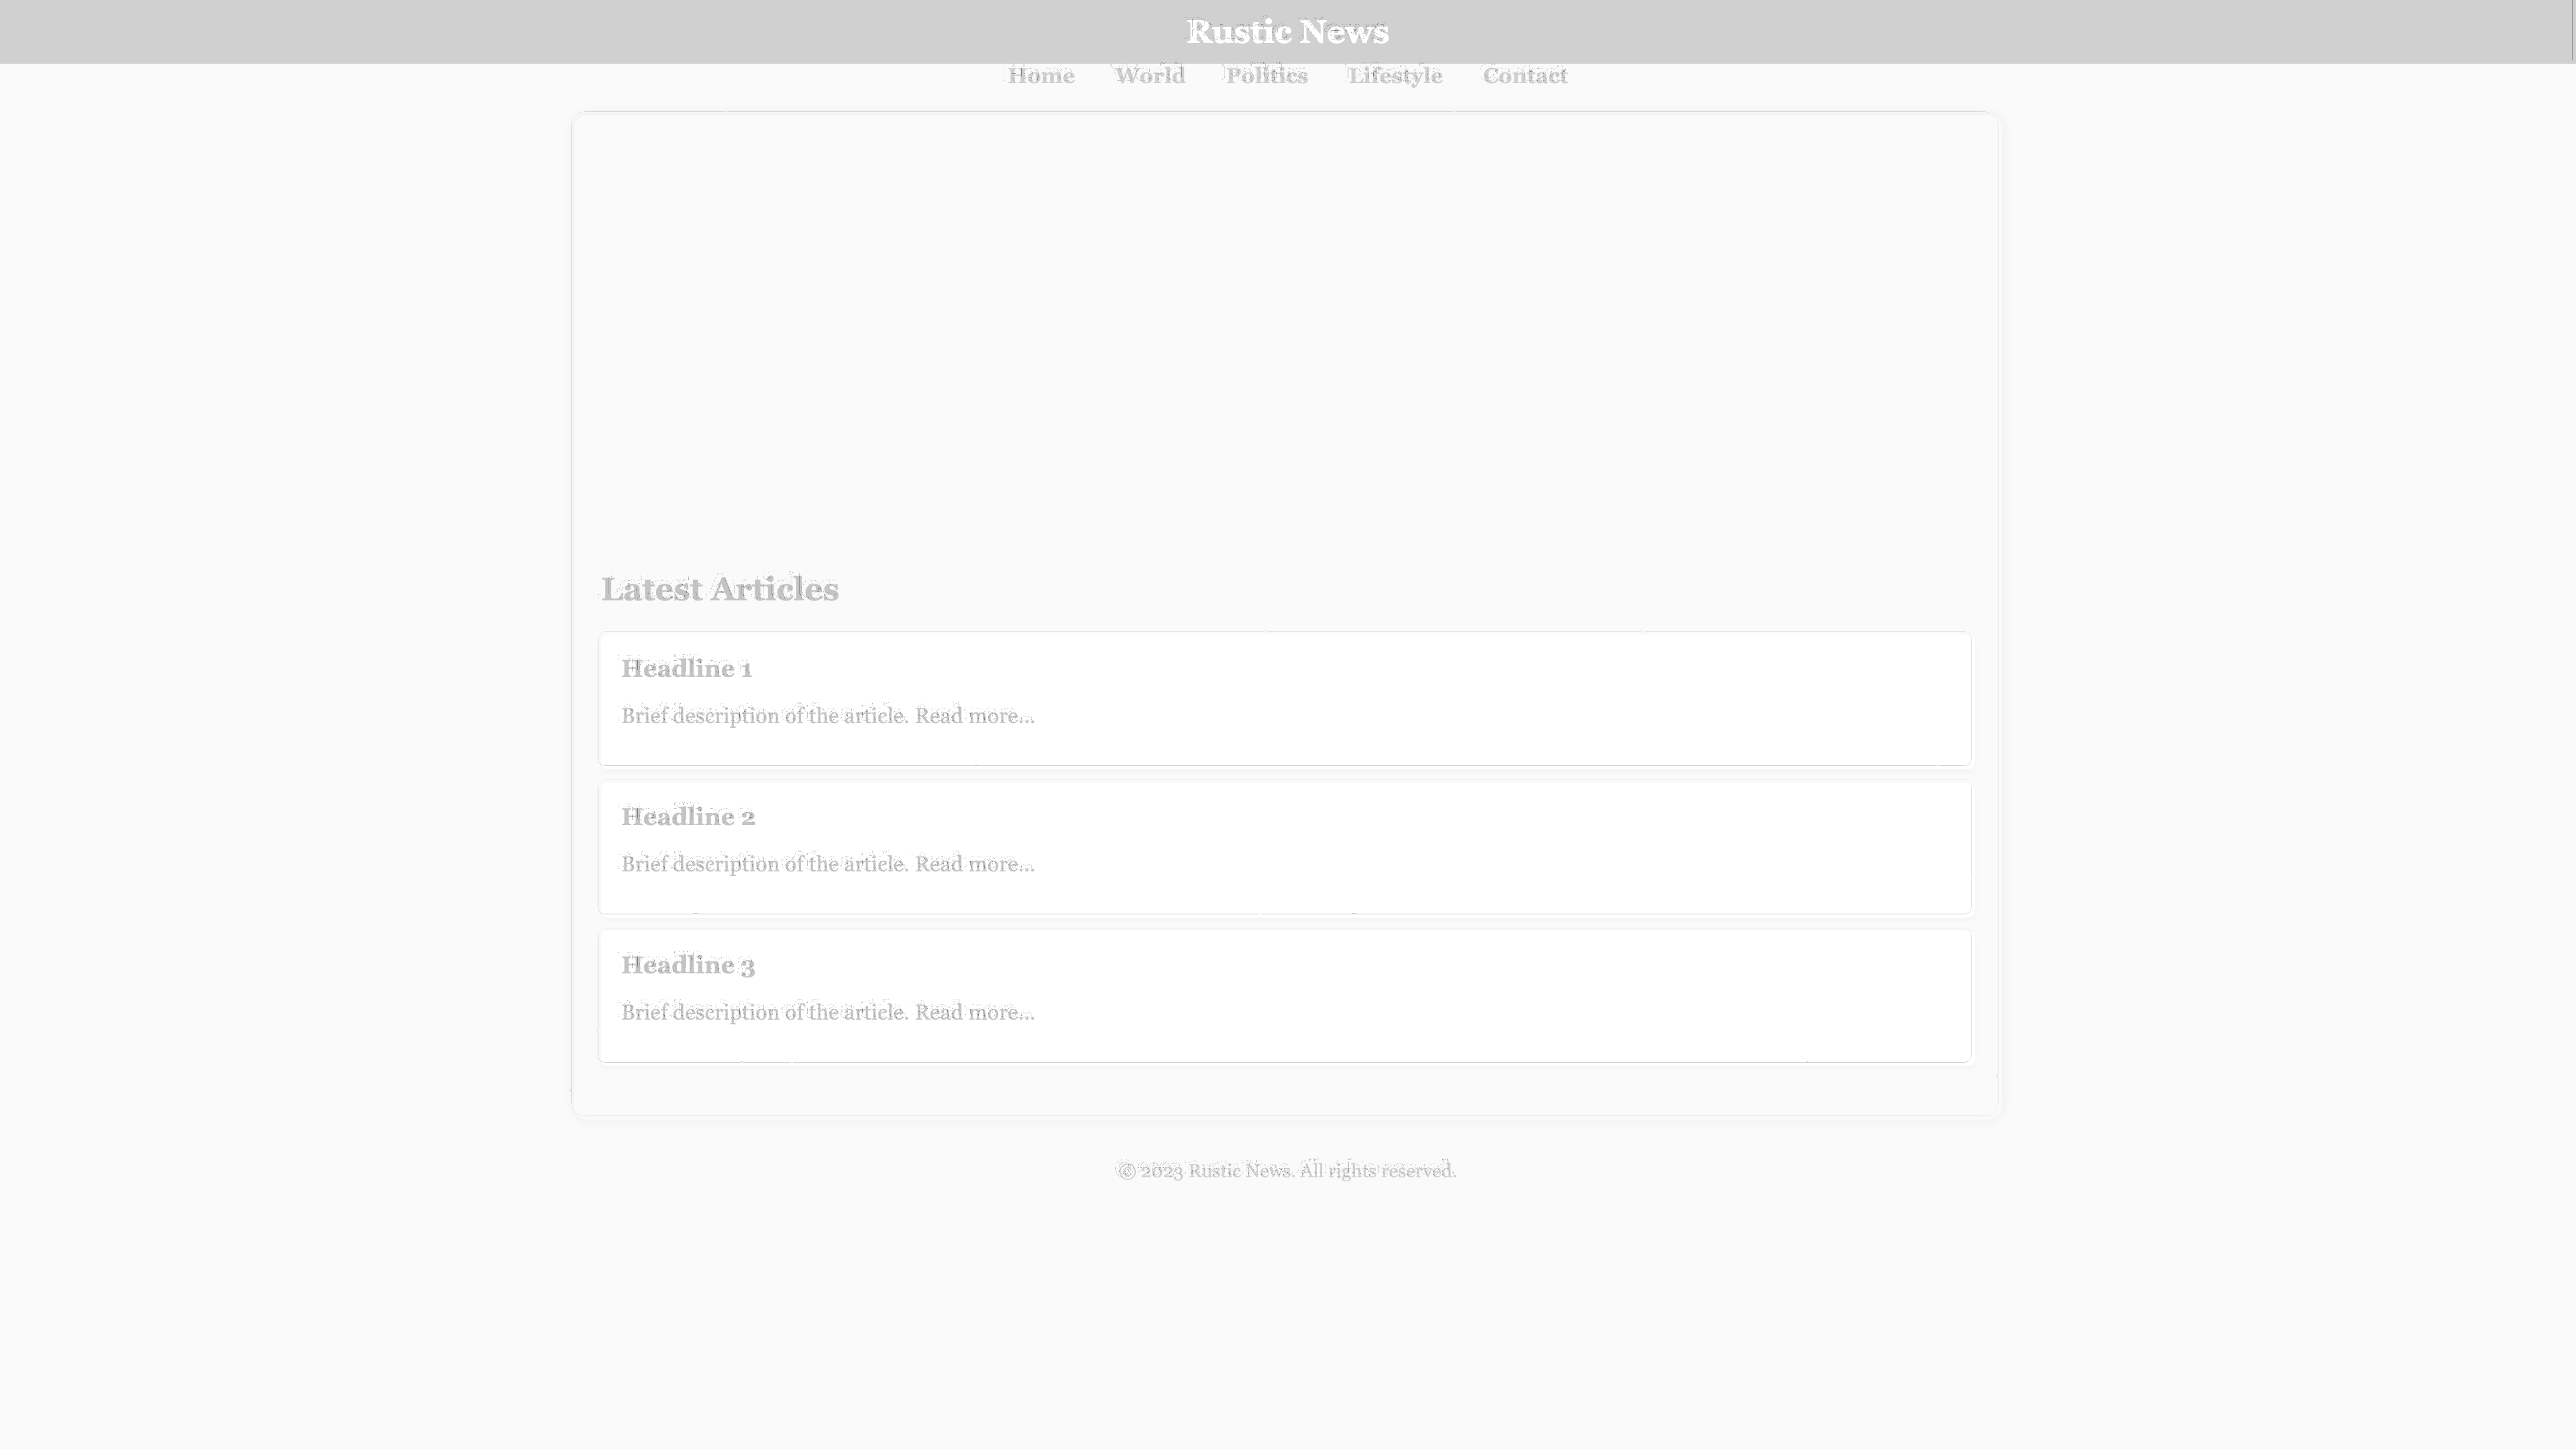 Rustic News
Home World Politics Lifestyle Contact
Latest Articles
Headline 1
Brief description of the article. Read more...
Headline 2
Brief description of the article. Read more...
Headline 3
Brief description of the article. Read more...
© 2023 Rustic News. All rights reserved.